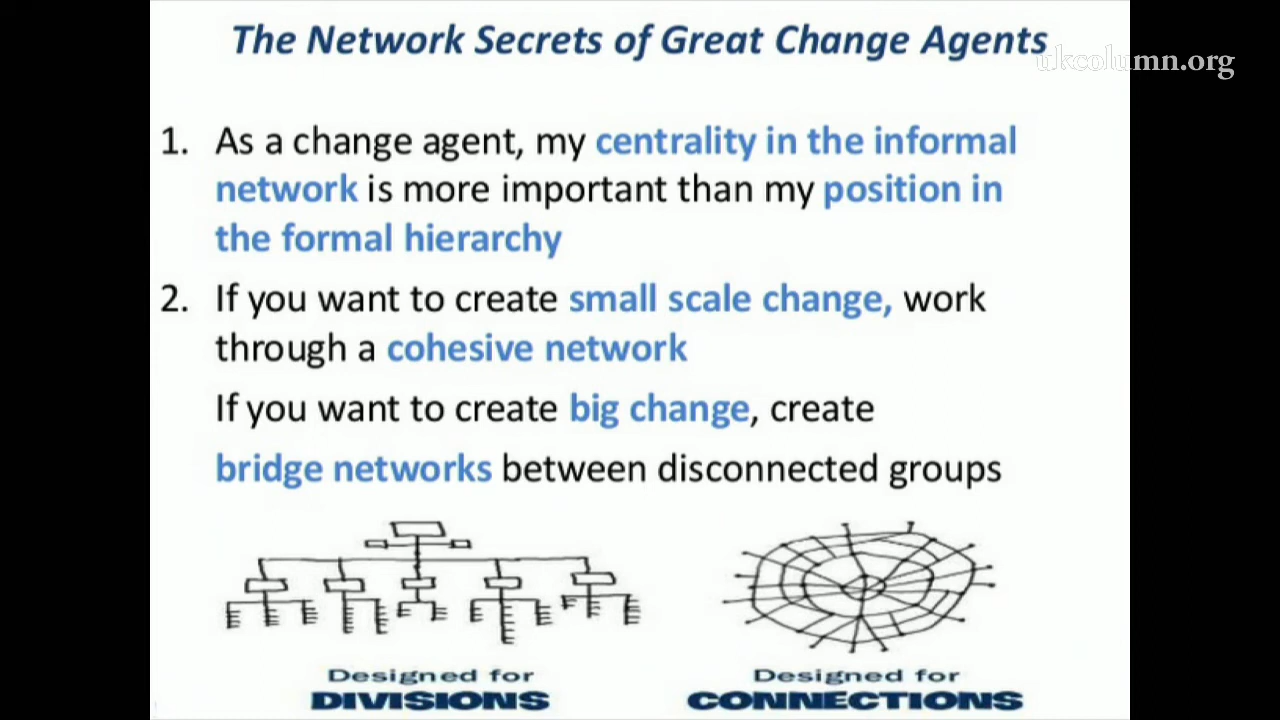 The Network Secrets of Great Change Agents
ukcolumn.org
1. As a change agent, my centrality in the informal
network is more important than my position in
the formal hierarchy
2. If you want to create small scale change, work
through a cohesive network
If you want to create big change, create
bridge networks between disconnected groups
Designed for
DIVISIONS
Designed for
CONNECTIONS